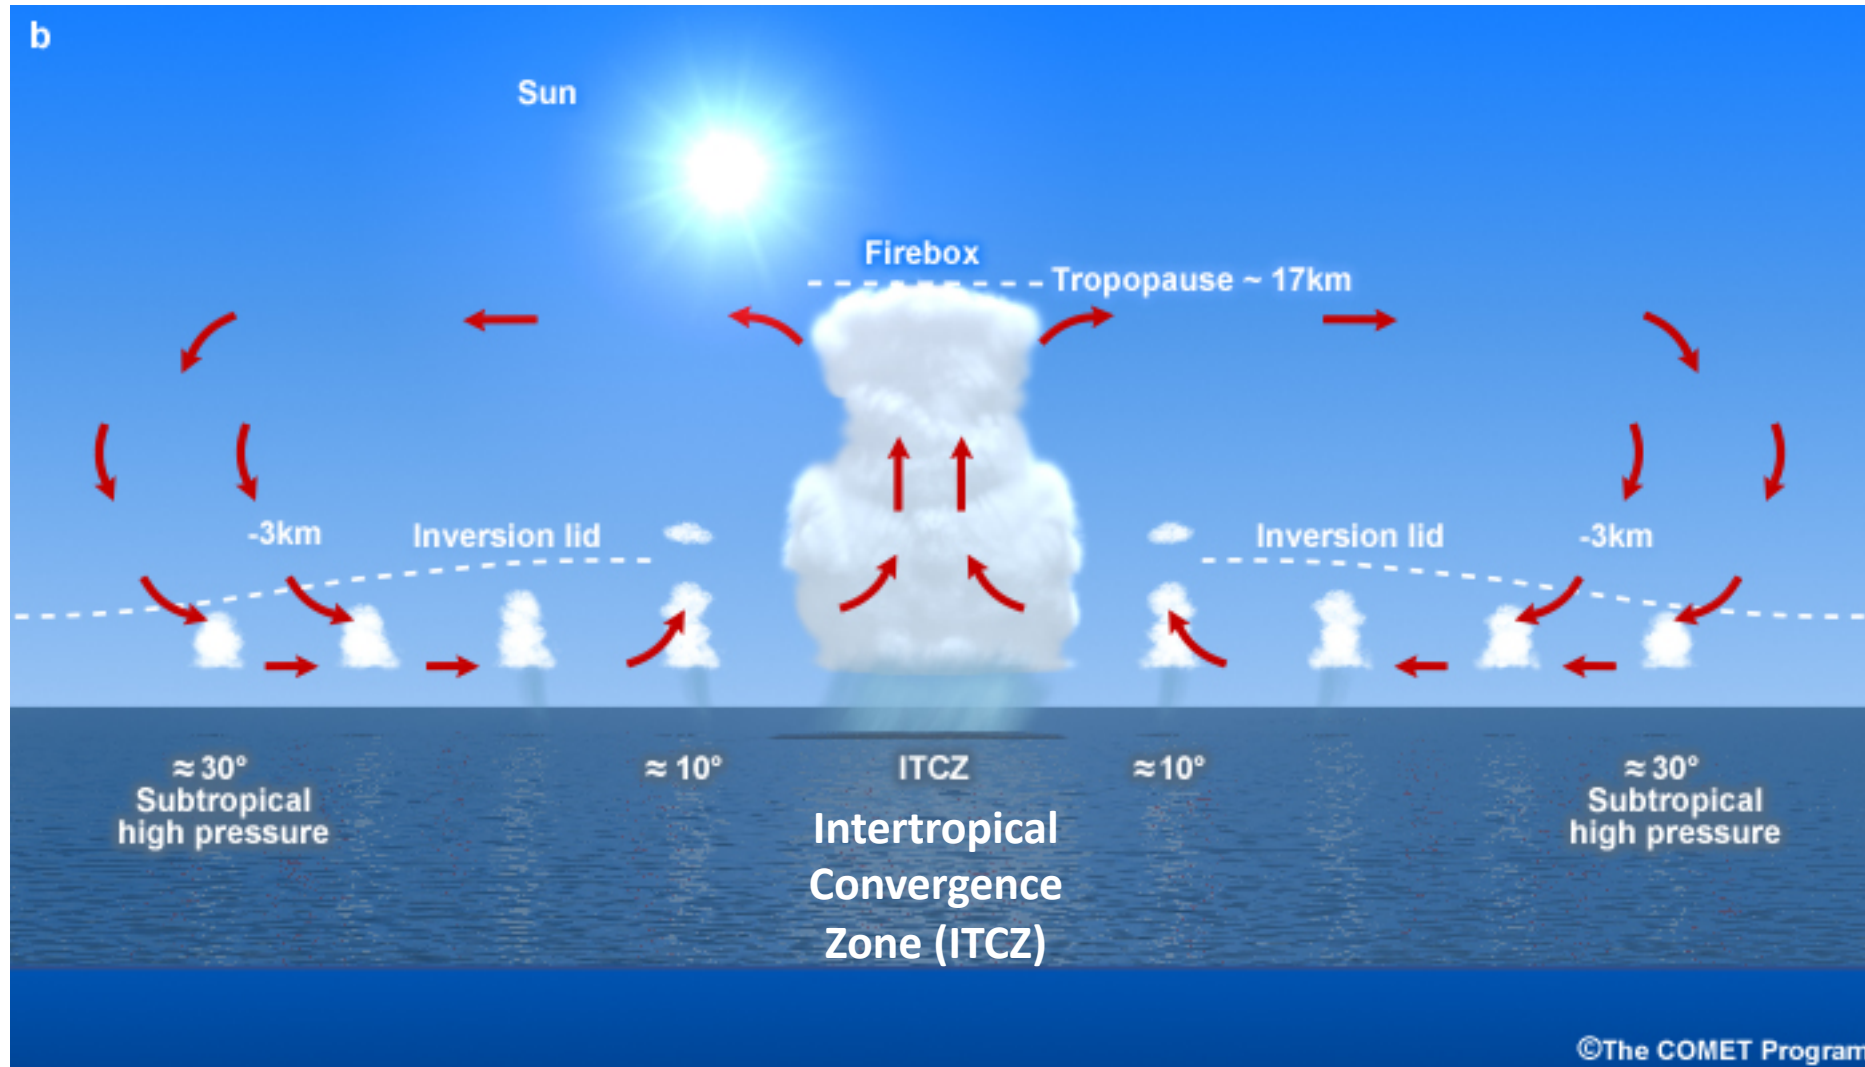 b
Sun
Firebox
Tropopause ~ 17km
-3km
Inversion lid
Inversion lid
-3km
≈ 30°
Subtropical
high pressure
≈ 10°
ITCZ
Intertropical
Convergence
Zone (ITCZ)
≈ 10°
≈ 30°
Subtropical
high pressure
©The COMET Program